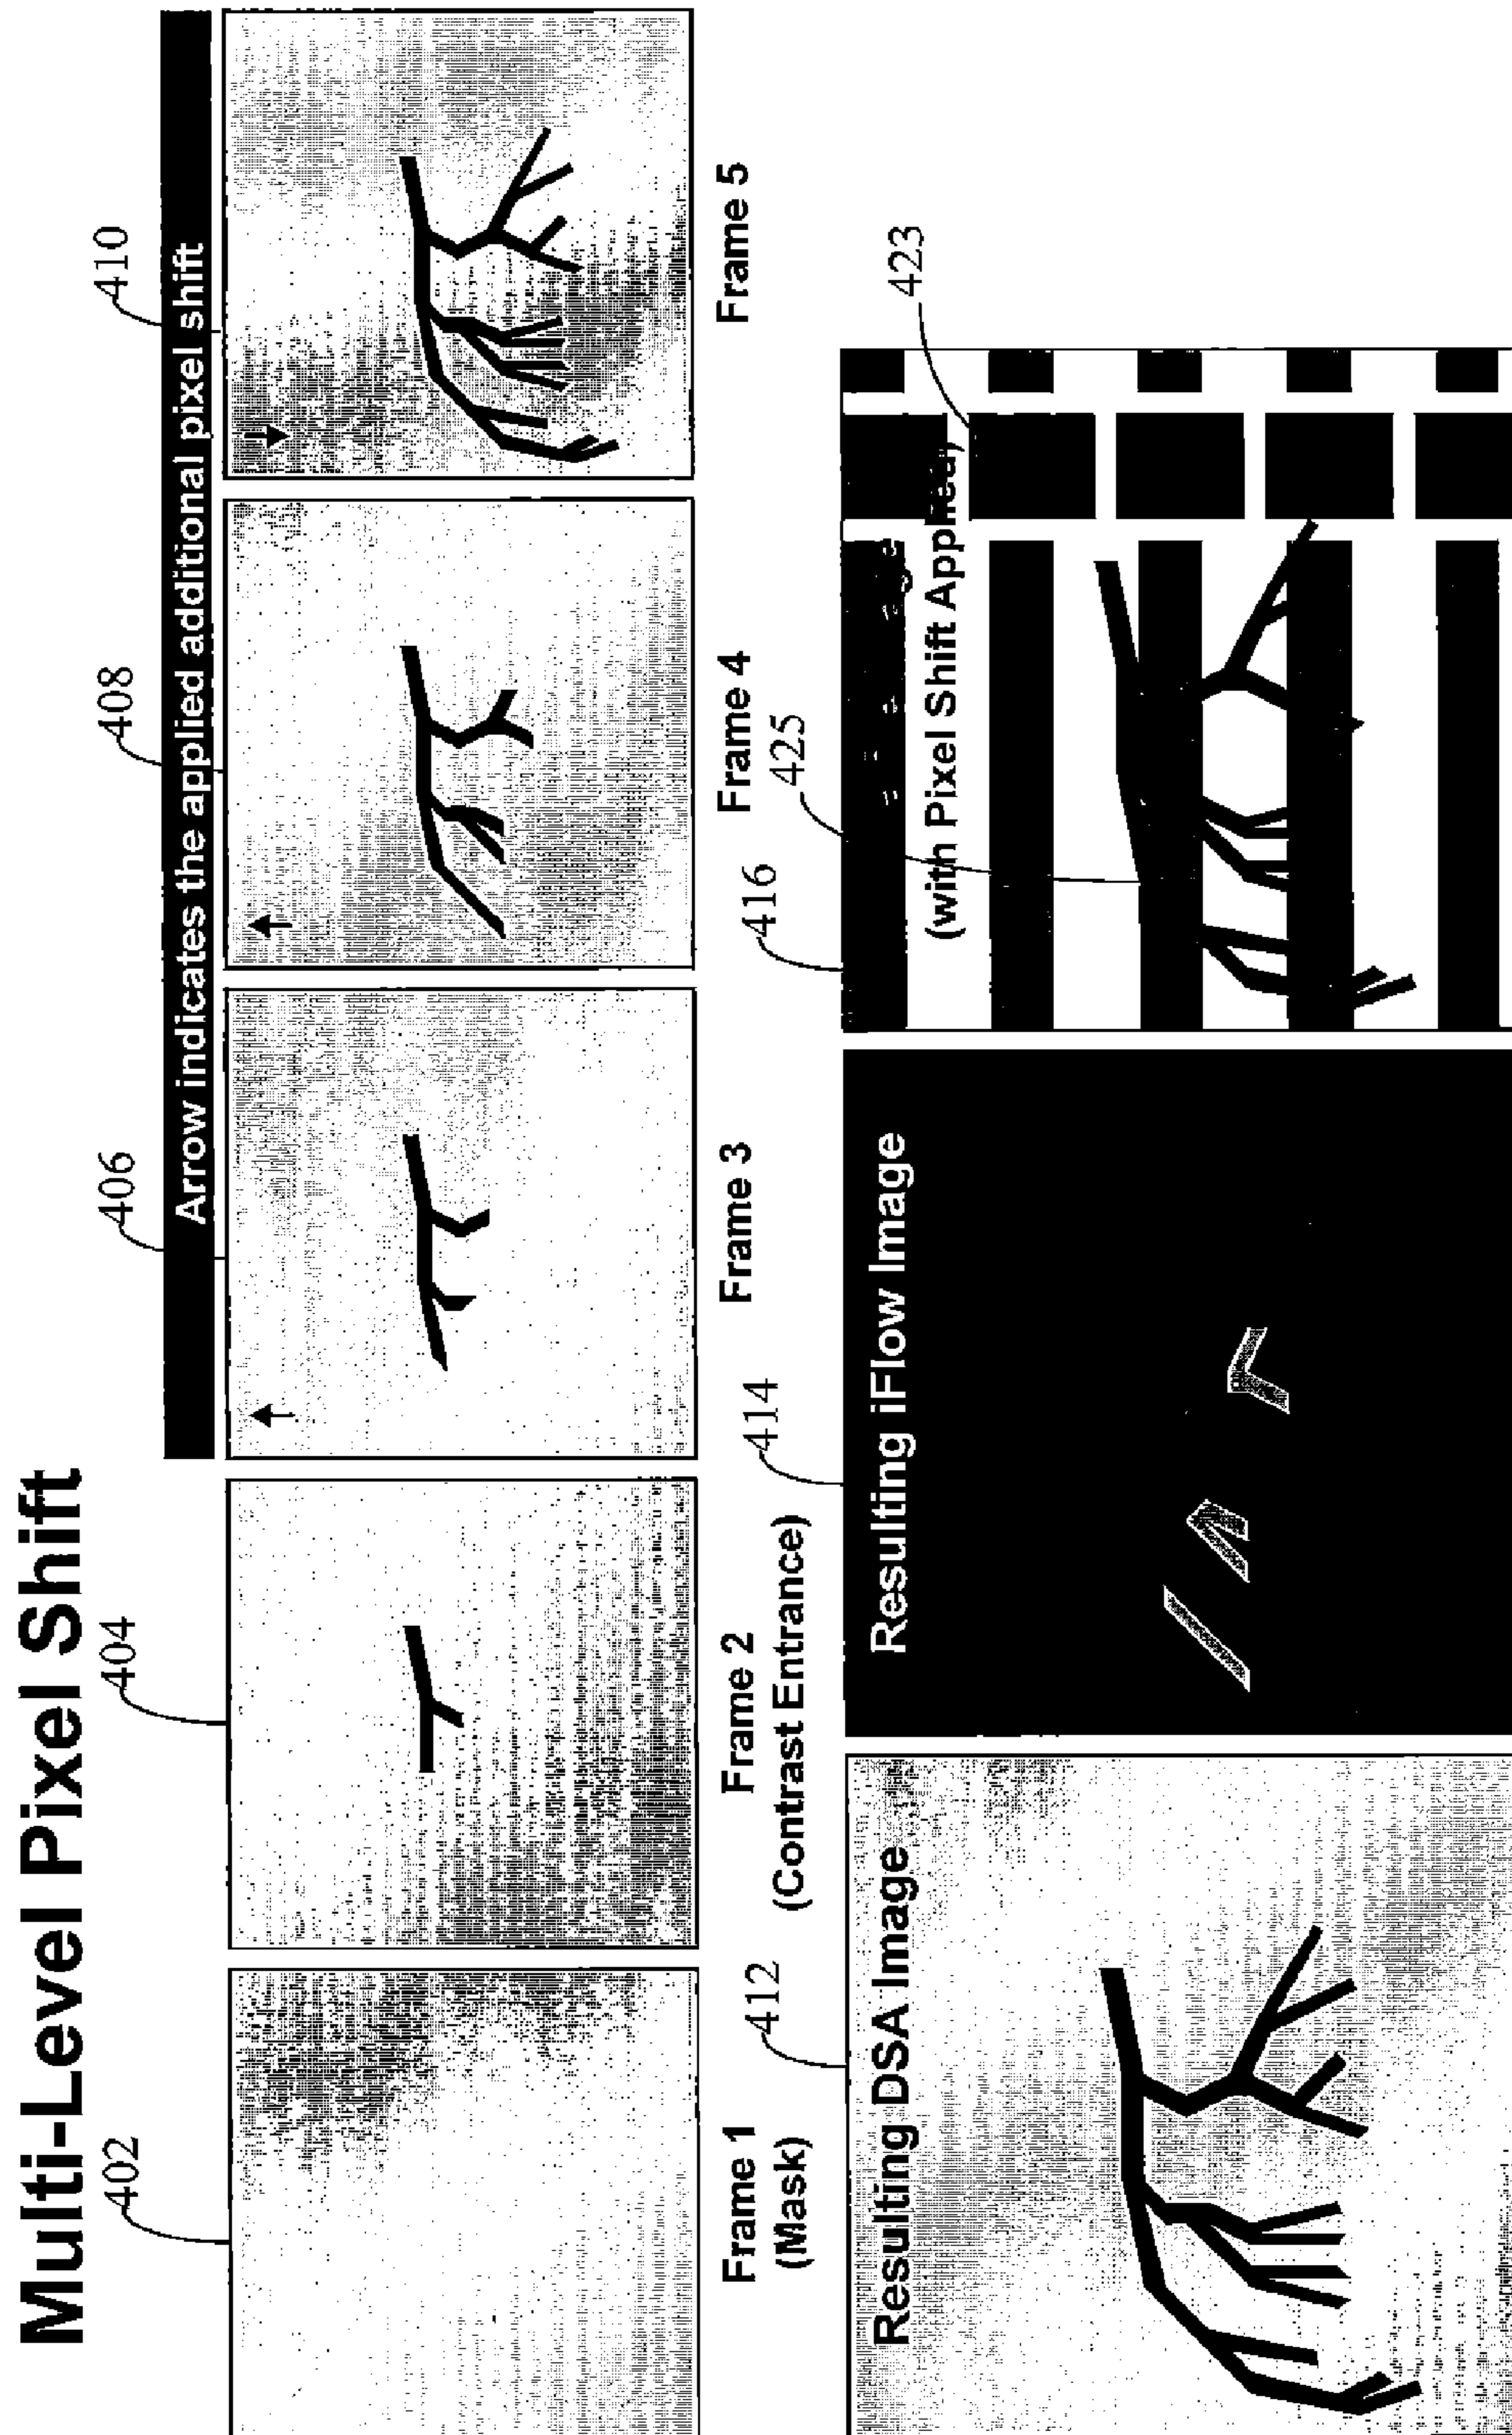 Multi-Level Pixel Shift
402
404
406
408
410
Arrow indicates the applied additional pixel shift
Frame 1
(Mask)
Frame 2
(Contrast Entrance)
Frame 3
Frame 4
Frame 5
412
414
416
425
423
Resulting DSA Image
Resulting iFlow Image
(with Pixel Shift Applied)